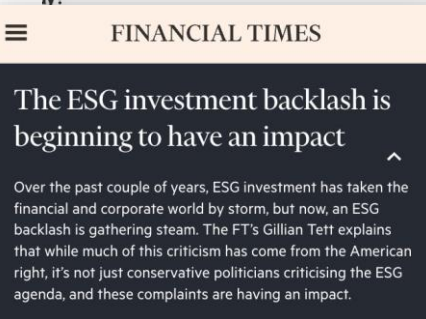 FINANCIAL TIMES
The ESG investment backlash is
beginning to have an impact
Over the past couple of years, ESG investment has taken the
financial and corporate world by storm, but now, an ESG
backlash is gathering steam. The FT's Gillian Tett explains
that while much of this criticism has come from the American
right, it's not just conservative politicians criticising the ESG
agenda, and these complaints are having an impact.